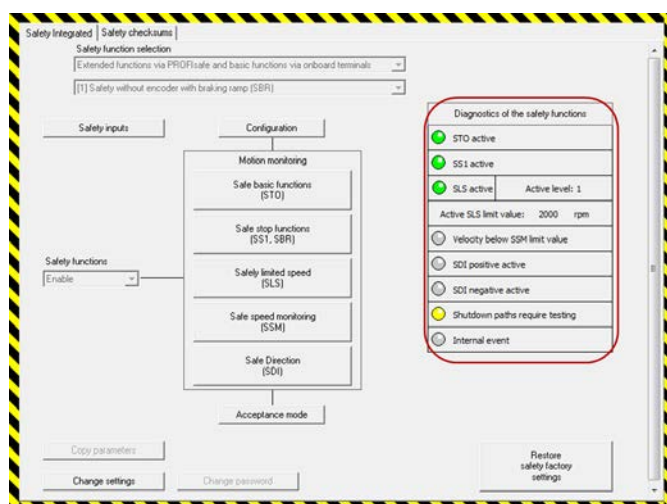 Safety Integrated Safety checksums
Safety function selection
Extended functions via PROFIsafe and basic functions via onboard terminals
[1] Safety without encoder with braking ramp (SBR)
Safety inputs
Configuration
Motion monitoring
Safe basic functions
(STO)
Safe stop functions
(SS1, SBR)
Safety functions
Enable
Safely limited speed
(SLS)
Safe speed monitoring
(SSM)
Safe Direction
(SDI)
Acceptance mode
Diagnostics of the safety functions
STO active
SS1 active
SLS active Active level: 1
Active SLS limit value: 2000 rpm
Velocity below SSM limit value
SDI positive active
SDI negative active
Shutdown paths require testing
Internal event
Copy parameters
Change settings
Change password
Restore
safety factory
settings